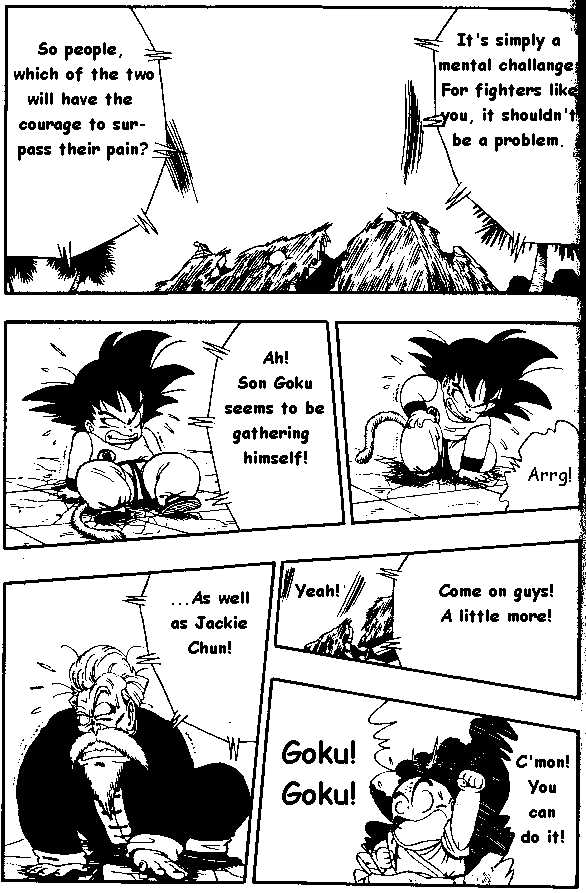 It's simply a
mental challange
For fighters like
you, it shouldn't
be a problem.
So people,
which of the two
will have the
courage to sur-
pass their pain?
Arrg!
Ah!
Son Goku
seems to be
gathering
himself!
Come on guys!
A little more!
Yeah!
C'mon!
You
can
do it!
Goku!
Goku!
...As well
as Jackie
Chun!